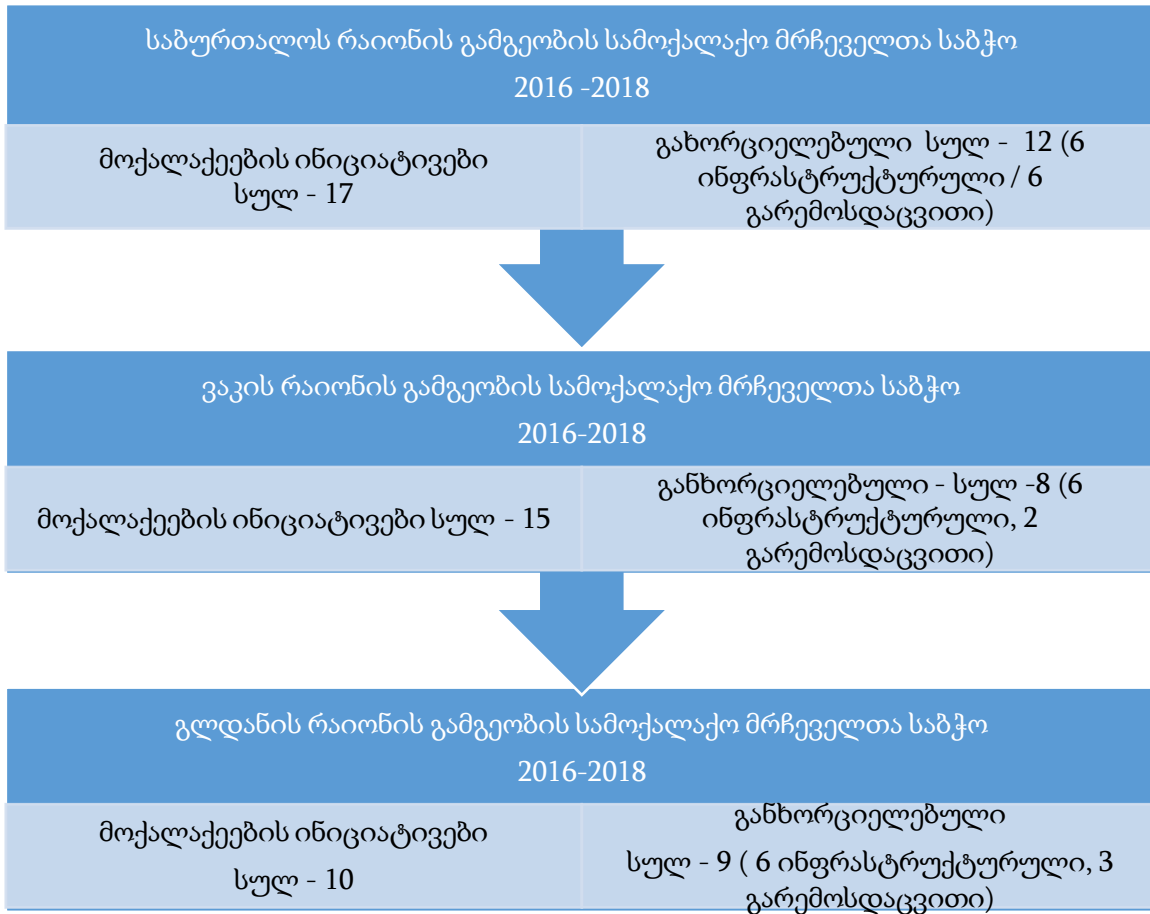 საბურთალოს რაიონის გამგეობის სამოქალაქო მრჩეველთა საბჭო
2016 -2018
მოქალაქეების ინიციატივები
სულ - 17
გახორციელებული სულ - 12 (6
ინფრასტრუქტურული / 6
გარემოსდაცვითი)
ვაკის რაიონის გამგეობის სამოქალაქო მრჩეველთა საბჭო
2016-2018
მოქალაქეების ინიციატივები სულ - 15
განხორციელებული - სულ -8 (6
ინფრასტრუქტურული, 2
გარემოსდაცვითი)
გლდანის რაიონის გამგეობის სამოქალაქო მრჩეველთა საბჭო
2016-2018
მოქალაქეების ინიციატივები
სულ - 10
განხორციელებული
სულ - 9 ( 6 ინფრასტრუქტურული, 3
გარემოსდაცვითი)